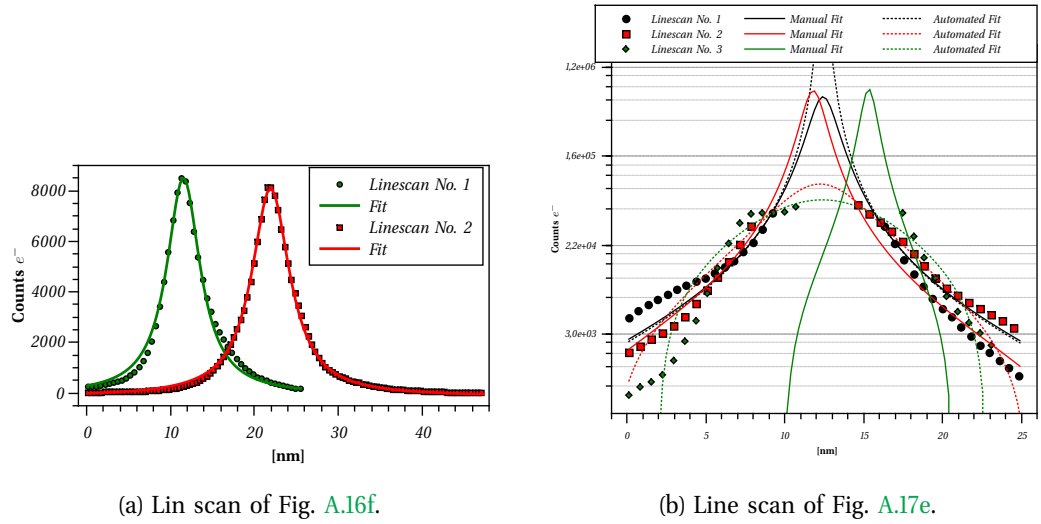 Linescan No. 1
Fit
Linescan No. 2
Fit
8000
6000
4000
2000
0
Counts e⁻
0 10 20 30 40
[nm]
(a) Lin scan of Fig. A.16f.
Linescan No. 1 Manual Fit Automated Fit
Linescan No. 2 Manual Fit Automated Fit
Linescan No. 3 Manual Fit Automated Fit
1,2e+06
1,6e+05
2,2e+04
3,0e+03
Counts e⁻
0 5 10 15 20 25
[nm]
(b) Line scan of Fig. A.17e.